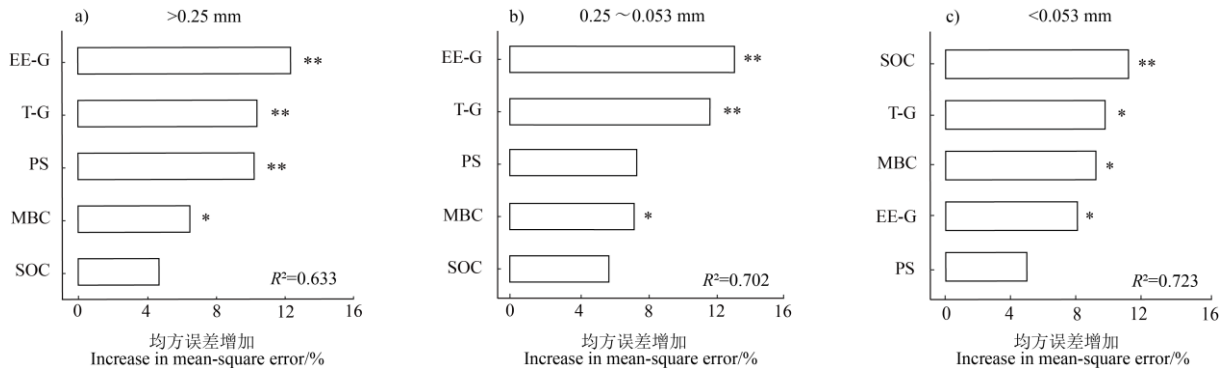 a) >0.25 mm
EE-G **
T-G **
PS **
MBC *
SOC
R²=0.633
0 4 8 12 16
均方误差增加
Increase in mean-square error/%
b) 0.25～0.053 mm
EE-G **
T-G **
PS
MBC *
SOC
R²=0.702
0 4 8 12 16
均方误差增加
Increase in mean-square error/%
c) <0.053 mm
SOC **
T-G *
MBC *
EE-G *
PS
R²=0.723
0 4 8 12 16
均方误差增加
Increase in mean-square error/%